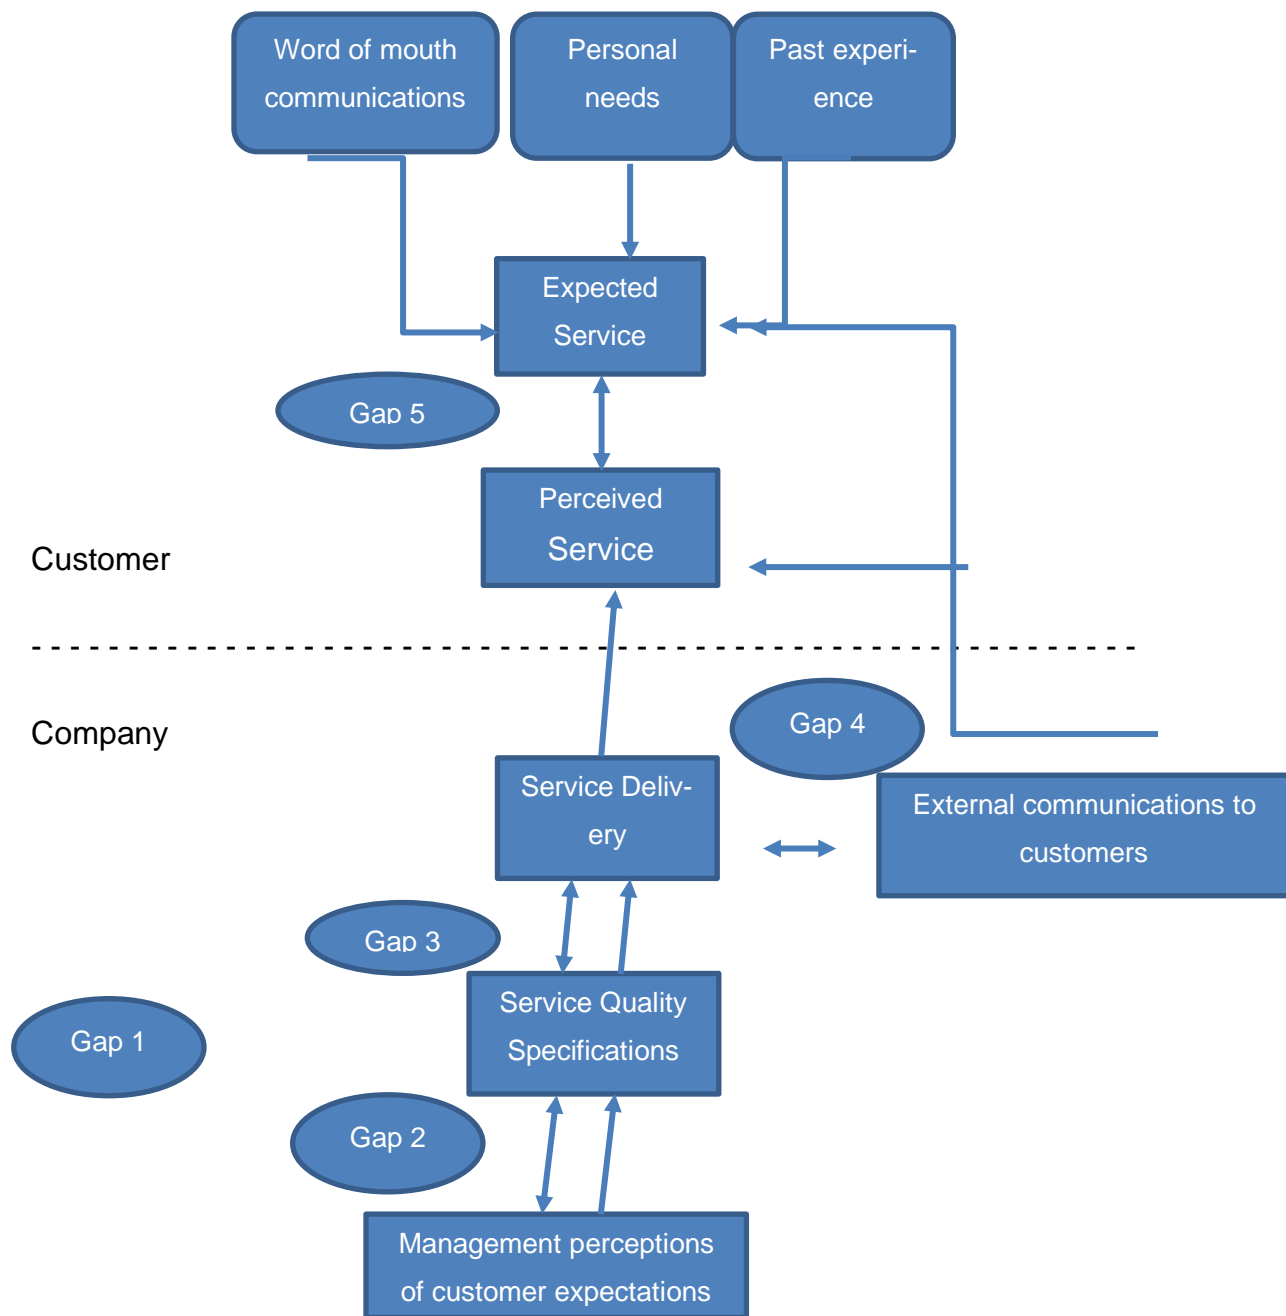 Word of mouth
communications
Personal
needs
Past experi-
ence
Expected
Service
Gap 5
Perceived
Service
Customer
Company
Gap 4
Service Deliv-
ery
External communications to
customers
Gap 3
Service Quality
Specifications
Gap 1
Gap 2
Management perceptions
of customer expectations